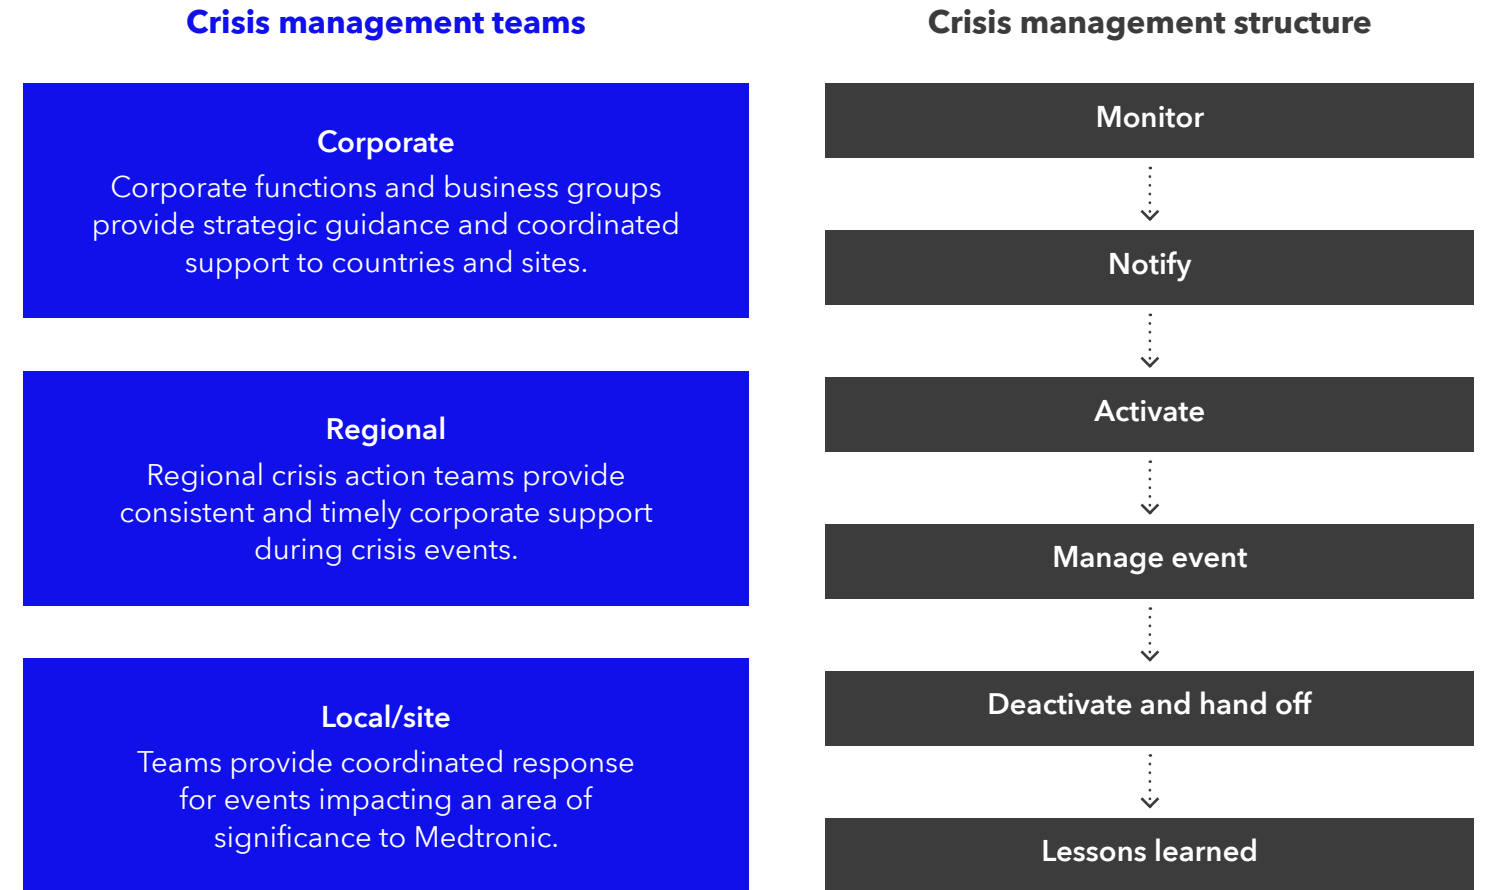 Crisis management teams
Corporate
Corporate functions and business groups
provide strategic guidance and coordinated
support to countries and sites.
Regional
Regional crisis action teams provide
consistent and timely corporate support
during crisis events.
Local/site
Teams provide coordinated response
for events impacting an area of
significance to Medtronic.
Crisis management structure
Monitor
Notify
Activate
Manage event
Deactivate and hand off
Lessons learned